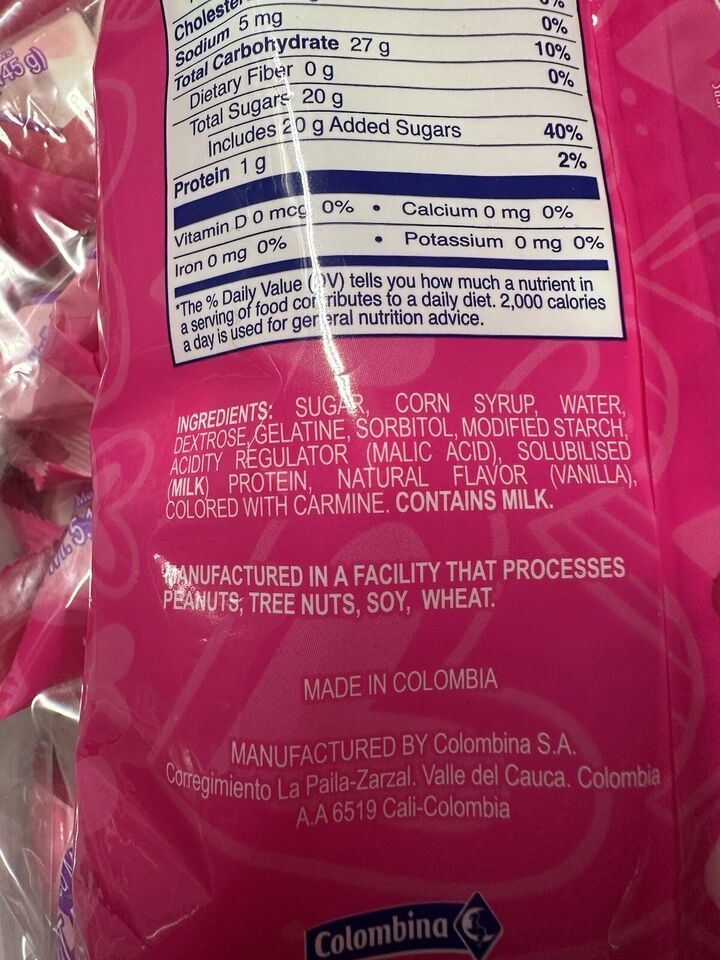 45 g)
0%
Sodium 5 mg 0%
Total Carbohydrate 27 g 10%
Dietary Fiber 0 g 0%
Total Sugars 20 g
Includes 20 g Added Sugars 40%
Protein 1 g 2%
Vitamin D 0 mcg 0% • Calcium 0 mg 0%
Iron 0 mg 0% • Potassium 0 mg 0%
*The % Daily Value (DV) tells you how much a nutrient in
a serving of food contributes to a daily diet. 2,000 calories
a day is used for general nutrition advice.
INGREDIENTS: SUGAR, CORN SYRUP, WATER,
DEXTROSE, GELATINE, SORBITOL, MODIFIED STARCH,
ACIDITY REGULATOR (MALIC ACID), SOLUBILISED
(MILK) PROTEIN, NATURAL FLAVOR (VANILLA),
COLORED WITH CARMINE. CONTAINS MILK.
MANUFACTURED IN A FACILITY THAT PROCESSES
PEANUTS, TREE NUTS, SOY, WHEAT.
MADE IN COLOMBIA
MANUFACTURED BY Colombina S.A.
Corregimiento La Paila-Zarzal. Valle del Cauca. Colombia
A.A 6519 Cali-Colombia
Colombina